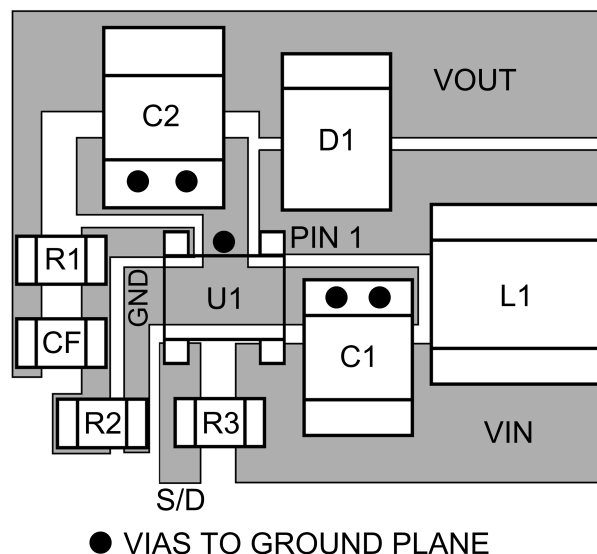 VOUT
C2
D1
PIN 1
R1
GND
U1
L1
CF
C1
R2
R3
VIN
S/D
VIAS TO GROUND PLANE